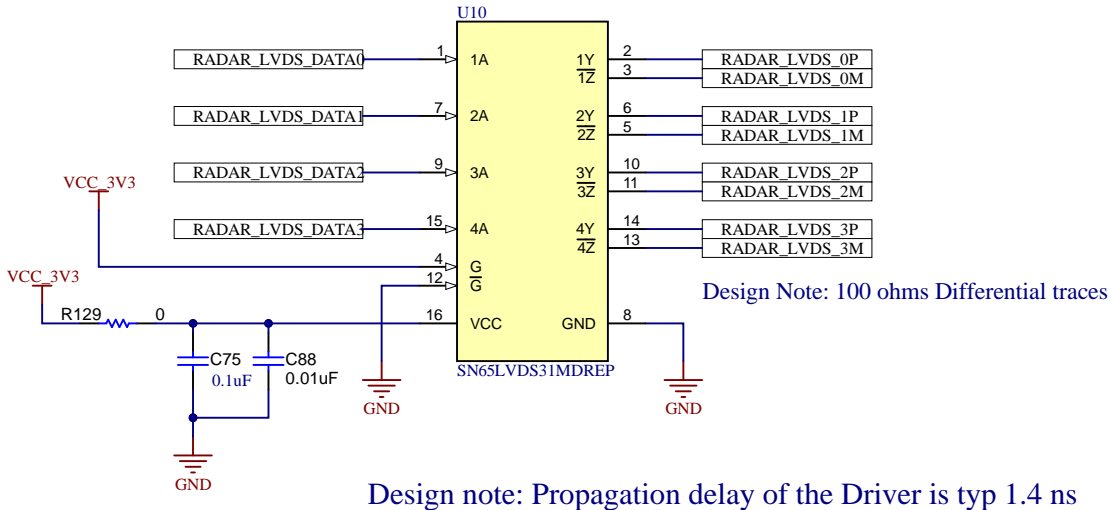 U10
RADAR_LVDS_DATA0 1 1A 1Y 2 RADAR_LVDS_0P
1Z 3 RADAR_LVDS_0M
RADAR_LVDS_DATA1 7 2A 2Y 6 RADAR_LVDS_1P
2Z 5 RADAR_LVDS_1M
RADAR_LVDS_DATA2 9 3A 3Y 10 RADAR_LVDS_2P
3Z 11 RADAR_LVDS_2M
VCC_3V3
RADAR_LVDS_DATA3 15 4A 4Y 14 RADAR_LVDS_3P
4Z 13 RADAR_LVDS_3M
4 G
12 G
VCC_3V3
Design Note: 100 ohms Differential traces
R129 0 16 VCC GND 8
C75 C88
0.1uF 0.01uF
SN65LVDS31MDREP
GND GND
GND
Design note: Propagation delay of the Driver is typ 1.4 ns